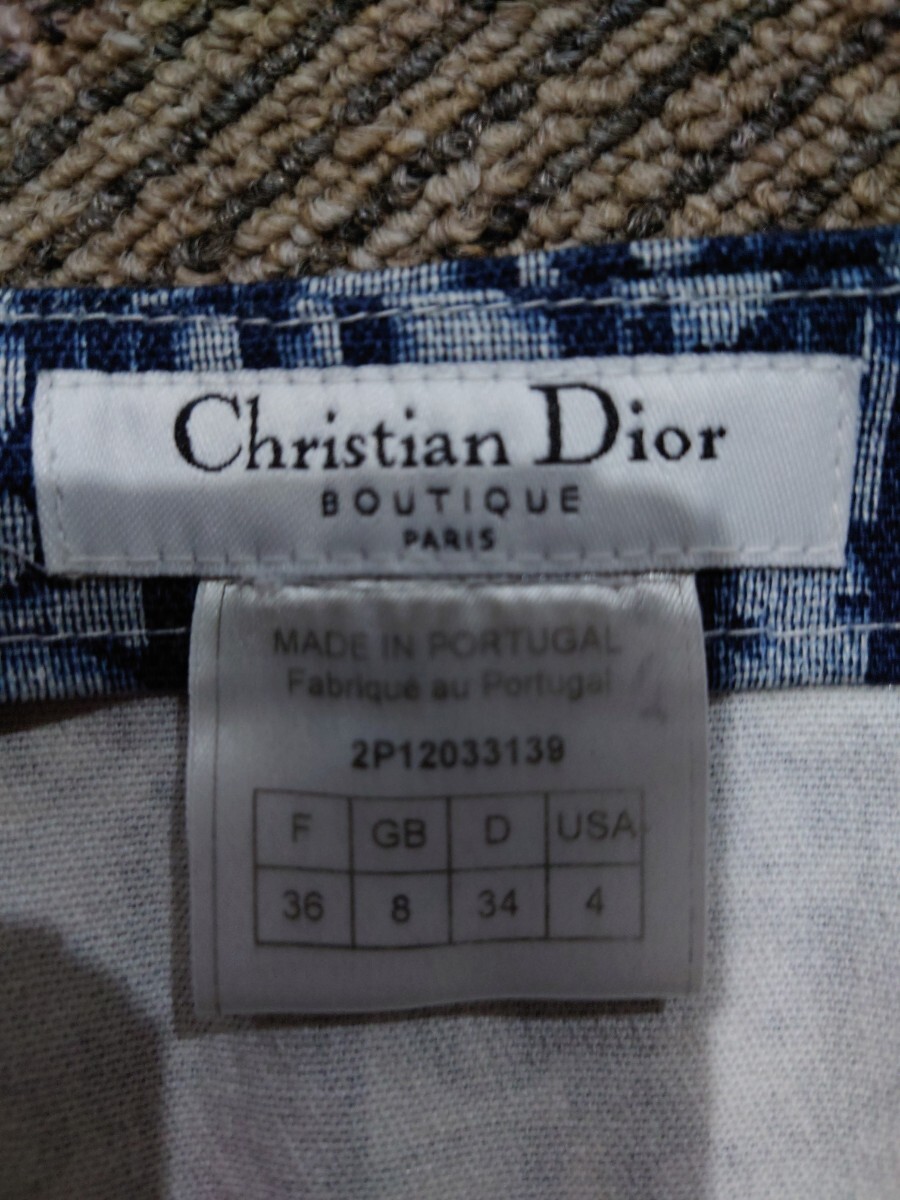 Christian Dior
BOUTIQUE
PARIS
MADE IN PORTUGAL
Fabriqué au Portugal
2P12033139
F GB D USA
36 8 34 4